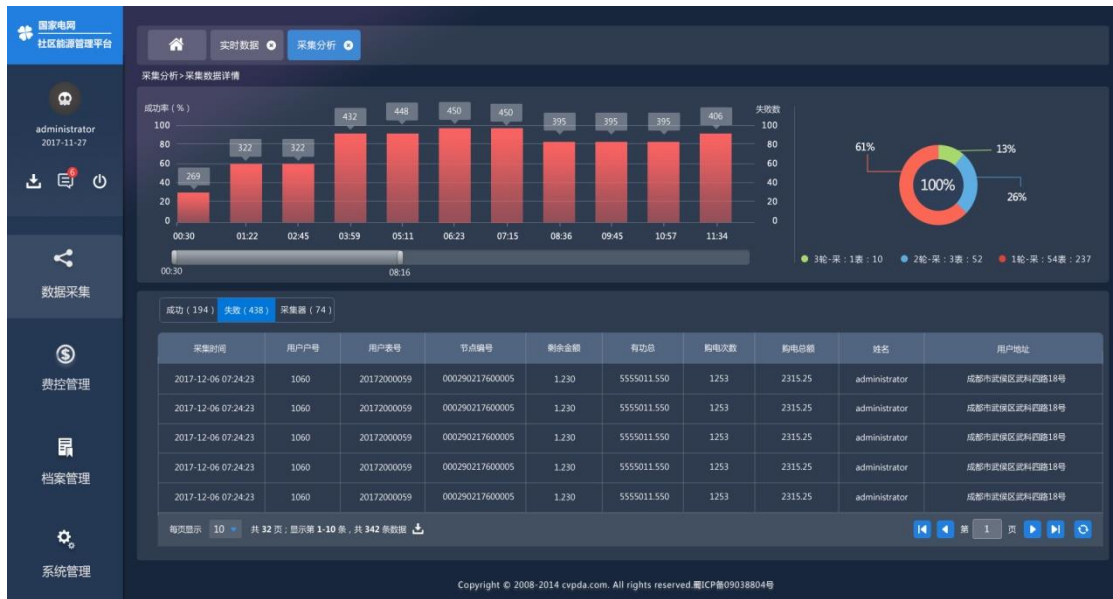 国家电网
社区能源管理平台
administrator
2017-11-27
6
数据采集
费控管理
档案管理
系统管理
实时数据
采集分析
采集分析>采集数据详情
成功率（%）
失败数
100
80
60
40
20
0
269
322
322
432
448
450
450
395
395
395
406
100
80
60
40
20
0
00:30 01:22 02:45 03:59 05:11 06:23 07:15 08:36 09:45 10:57 11:34
00:30 08:16
61%
13%
100%
26%
3轮-采：1表：10 2轮-采：3表：52 1轮-采：54表：237
成功（194） 失败（438） 采集器（74）
采集时间 用户户号 用户表号 节点编号 剩余金额 有功总 购电次数 购电总额 姓名 用户地址
2017-12-06 07:24:23 1060 20172000059 000290217600005 1.230 5555011.550 1253 2315.25 administrator 成都市武侯区武科四路18号
2017-12-06 07:24:23 1060 20172000059 000290217600005 1.230 5555011.550 1253 2315.25 administrator 成都市武侯区武科四路18号
2017-12-06 07:24:23 1060 20172000059 000290217600005 1.230 5555011.550 1253 2315.25 administrator 成都市武侯区武科四路18号
2017-12-06 07:24:23 1060 20172000059 000290217600005 1.230 5555011.550 1253 2315.25 administrator 成都市武侯区武科四路18号
2017-12-06 07:24:23 1060 20172000059 000290217600005 1.230 5555011.550 1253 2315.25 administrator 成都市武侯区武科四路18号
每页显示 10 共 32 页；显示第 1-10 条，共 342 条数据
第 1 页
Copyright © 2008-2014 cvpda.com. All rights reserved.蜀ICP备09038804号